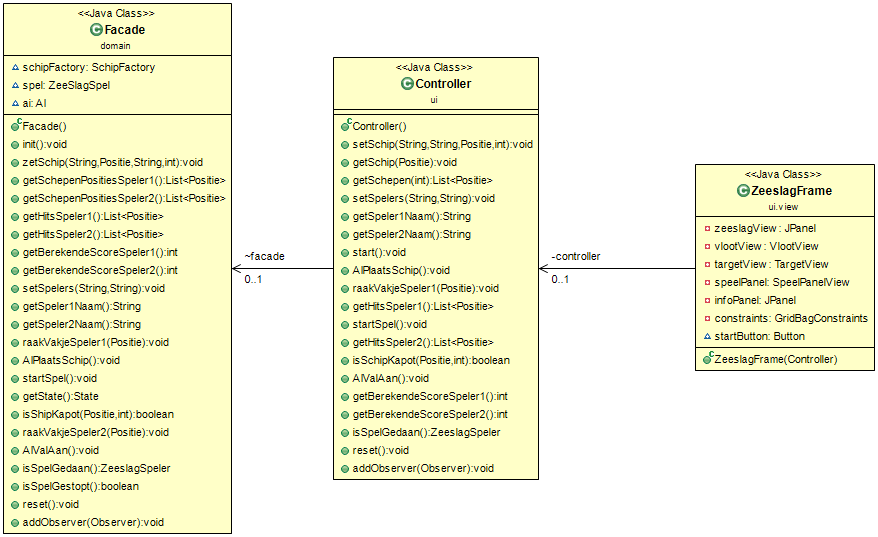 <<Java Class>>
Facade
domain
schipFactory: SchipFactory
spel: ZeeSlagSpel
ai: AI
Facade()
init():void
zetSchip(String,Positie,String,int):void
getSchepenPositiesSpeler1():List<Positie>
getSchepenPositiesSpeler2():List<Positie>
getHitsSpeler1():List<Positie>
getHitsSpeler2():List<Positie>
getBerekendeScoreSpeler1():int
getBerekendeScoreSpeler2():int
setSpelers(String,String):void
getSpeler1Naam():String
getSpeler2Naam():String
raakVakjeSpeler1(Positie):void
AIPlaatsSchip():void
startSpel():void
getState():State
isShipKapot(Positie,int):boolean
raakVakjeSpeler2(Positie):void
AIValAan():void
isSpelGedaan():ZeeslagSpeler
isSpelGestopt():boolean
reset():void
addObserver(Observer):void
~facade
0..1
<<Java Class>>
Controller
ui
Controller()
setSchip(String,String,Positie,int):void
getSchip(Positie):void
getSchepen(int):List<Positie>
setSpelers(String,String):void
getSpeler1Naam():String
getSpeler2Naam():String
start():void
AIPlaatsSchip():void
raakVakjeSpeler1(Positie):void
getHitsSpeler1():List<Positie>
startSpel():void
getHitsSpeler2():List<Positie>
isSchipKapot(Positie,int):boolean
AIValAan():void
getBerekendeScoreSpeler1():int
getBerekendeScoreSpeler2():int
isSpelGedaan():ZeeslagSpeler
reset():void
addObserver(Observer):void
-controller
0..1
<<Java Class>>
ZeeslagFrame
ui.view
zeeslagView: JPanel
vlootView: VlootView
targetView: TargetView
speelPanel: SpeelPanelView
infoPanel: JPanel
constraints: GridBagConstraints
startButton: Button
ZeeslagFrame(Controller)